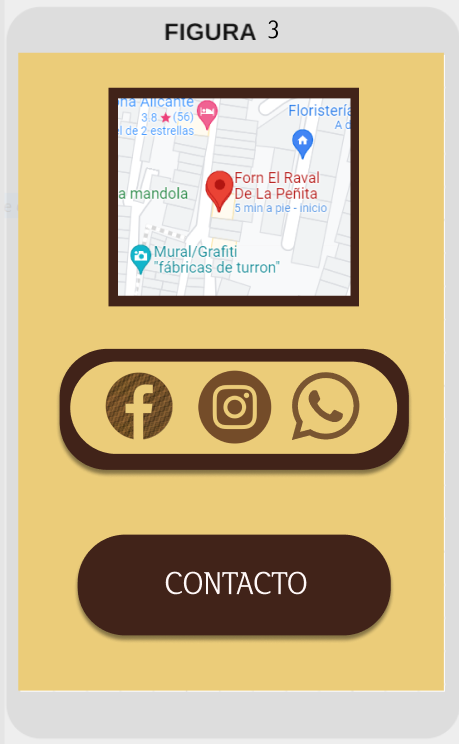 FIGURA 3
ona Alicante
3.8 ★ (56)
el de 2 estrellas
Floristería
A d
Forn El Raval
De La Peñita
5 min a pie - inicio
a mandola
Mural/Grafiti
"fábricas de turron"
CONTACTO